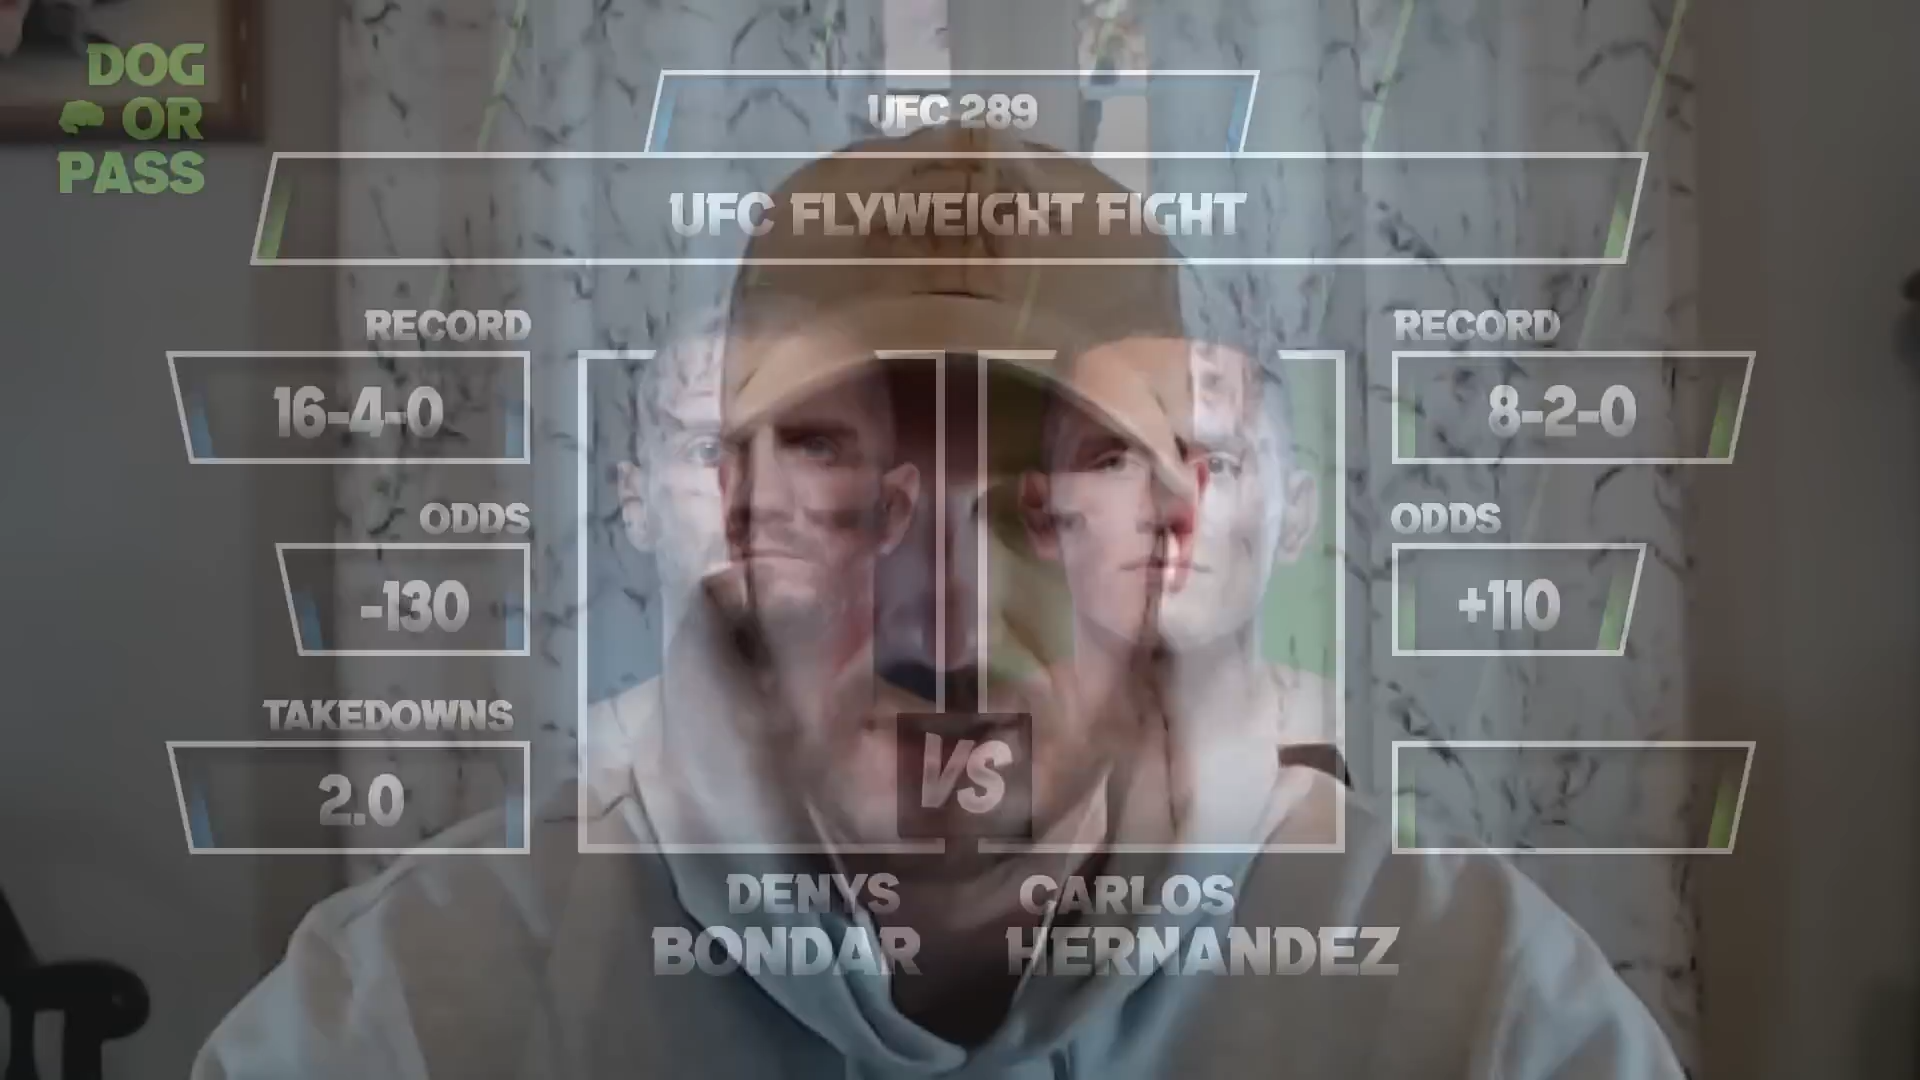 DOG
OR
PASS
UFC 289
UFC FLYWEIGHT FIGHT
RECORD
16-4-0
ODDS
-130
TAKEDOWNS
2.0
RECORD
8-2-0
ODDS
+110
VS
DENYS
BONDAR
CARLOS
HERNANDEZ